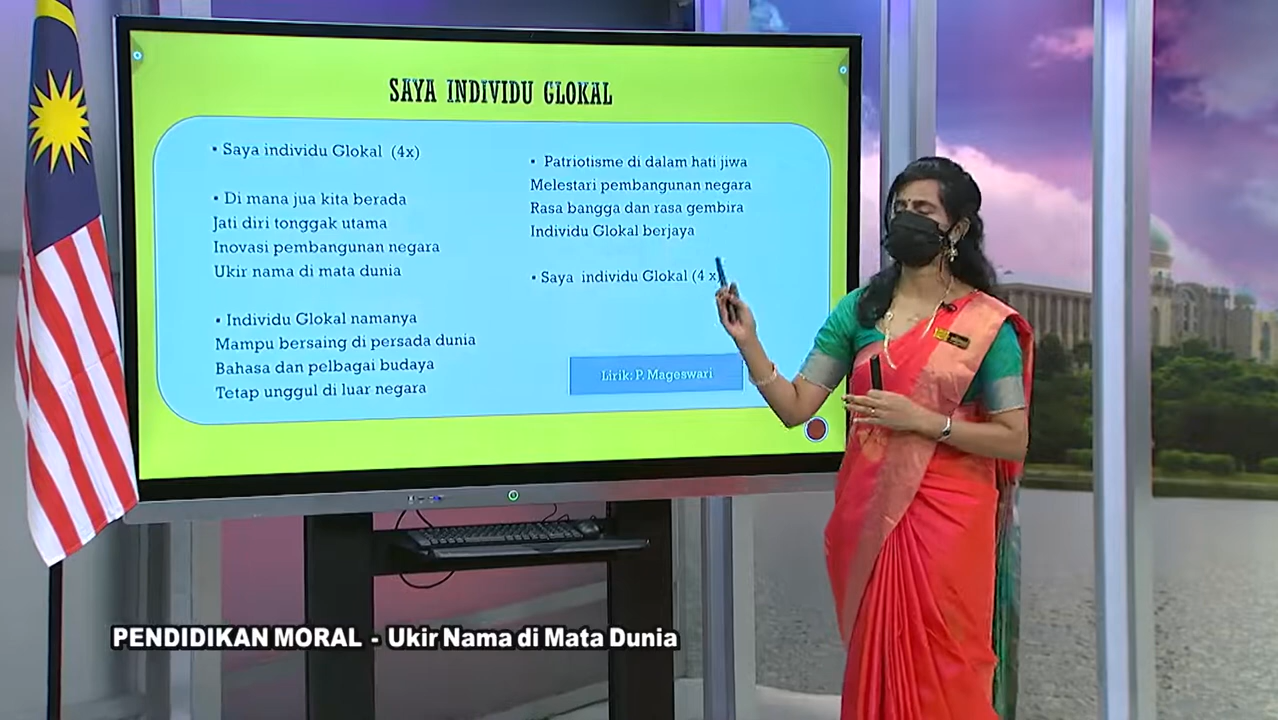 SAYA INDIVIDU GLOKAL
• Saya individu Glokal (4x)
• Di mana jua kita berada
Jati diri tonggak utama
Inovasi pembangunan negara
Ukir nama di mata dunia
• Individu Glokal namanya
Mampu bersaing di persada dunia
Bahasa dan pelbagai budaya
Tetap unggul di luar negara
• Patriotisme di dalam hati jiwa
Melestari pembangunan negara
Rasa bangga dan rasa gembira
Individu Glokal berjaya
• Saya individu Glokal (4 x
Lirik: P. Mageswari
PENDIDIKAN MORAL - Ukir Nama di Mata Dunia